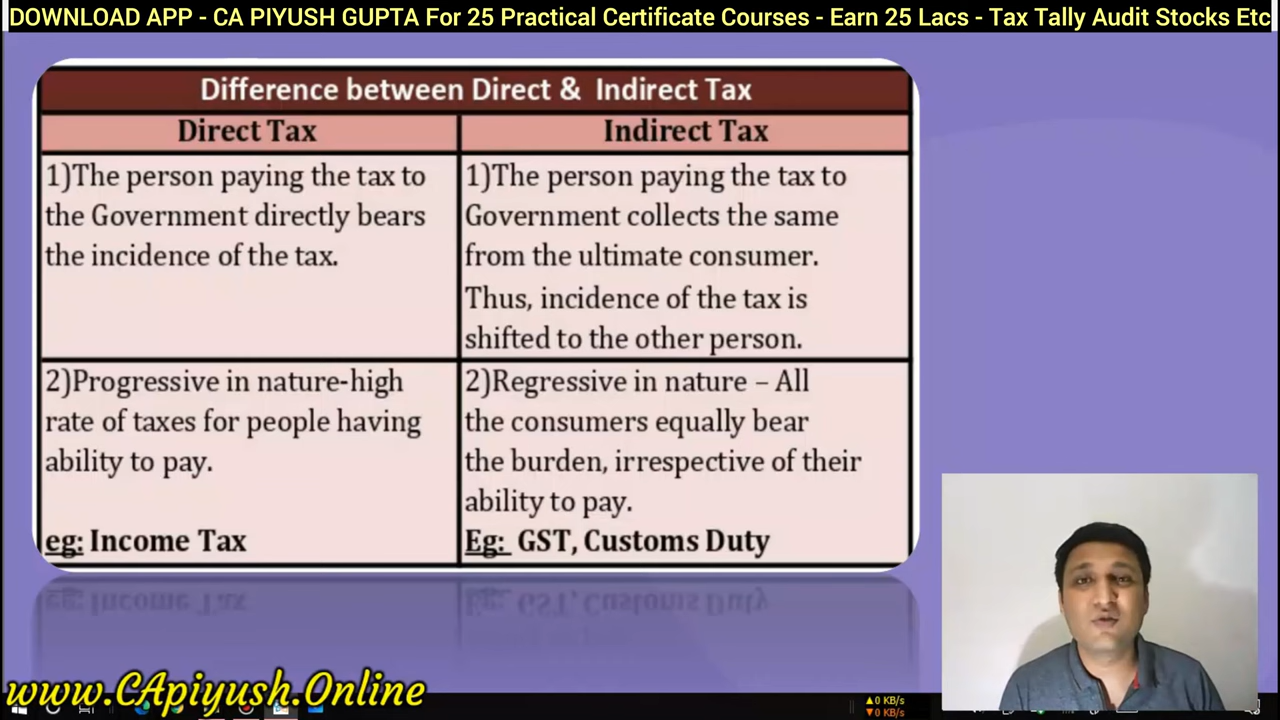 DOWNLOAD APP - CA PIYUSH GUPTA For 25 Practical Certificate Courses - Earn 25 Lacs - Tax Tally Audit Stocks Etc
Difference between Direct & Indirect Tax
Direct Tax
1)The person paying the tax to
the Government directly bears
the incidence of the tax.
2)Progressive in nature-high
rate of taxes for people having
ability to pay.
eg: Income Tax
Indirect Tax
1)The person paying the tax to
Government collects the same
from the ultimate consumer.
Thus, incidence of the tax is
shifted to the other person.
2)Regressive in nature – All
the consumers equally bear
the burden, irrespective of their
ability to pay.
Eg: GST, Customs Duty
www.CApiyush.Online
▲0 KB/s
▼0 KB/s